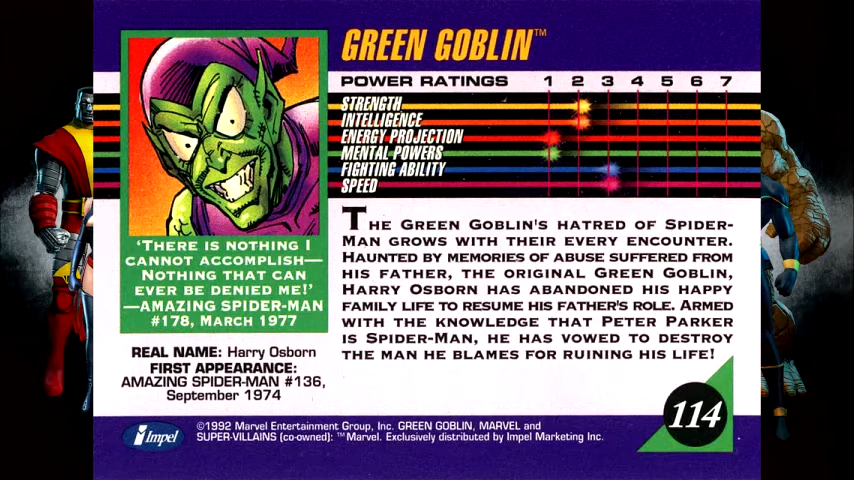 GREEN GOBLIN™
POWER RATINGS 1 2 3 4 5 6 7
STRENGTH
INTELLIGENCE
ENERGY PROJECTION
MENTAL POWERS
FIGHTING ABILITY
SPEED
'THERE IS NOTHING I
CANNOT ACCOMPLISH—
NOTHING THAT CAN
EVER BE DENIED ME!'
—AMAZING SPIDER-MAN
#178, MARCH 1977
REAL NAME: Harry Osborn
FIRST APPEARANCE:
AMAZING SPIDER-MAN #136,
September 1974
THE GREEN GOBLIN'S HATRED OF SPIDER-
MAN GROWS WITH THEIR EVERY ENCOUNTER.
HAUNTED BY MEMORIES OF ABUSE SUFFERED FROM
HIS FATHER, THE ORIGINAL GREEN GOBLIN,
HARRY OSBORN HAS ABANDONED HIS HAPPY
FAMILY LIFE TO RESUME HIS FATHER'S ROLE. ARMED
WITH THE KNOWLEDGE THAT PETER PARKER
IS SPIDER-MAN, HE HAS VOWED TO DESTROY
THE MAN HE BLAMES FOR RUINING HIS LIFE!
114
Impel
©1992 Marvel Entertainment Group, Inc. GREEN GOBLIN, MARVEL and
SUPER-VILLAINS (co-owned): ™Marvel. Exclusively distributed by Impel Marketing Inc.